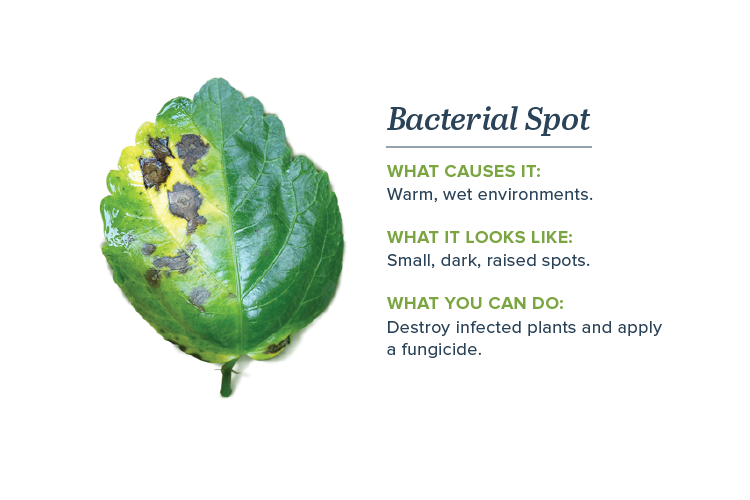 Bacterial Spot
WHAT CAUSES IT:
Warm, wet environments.
WHAT IT LOOKS LIKE:
Small, dark, raised spots.
WHAT YOU CAN DO:
Destroy infected plants and apply
a fungicide.